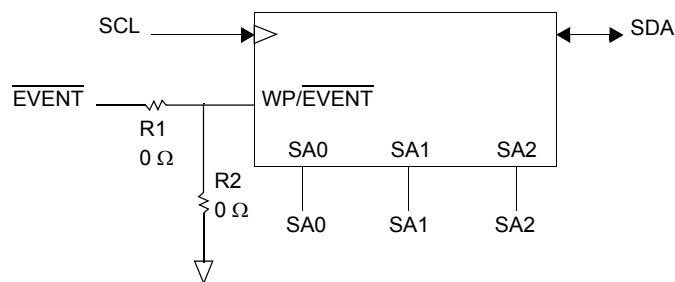 SCL
SDA
EVENT
WP/EVENT
R1
0 Ω
SA0 SA1 SA2
R2
0 Ω
SA0 SA1 SA2